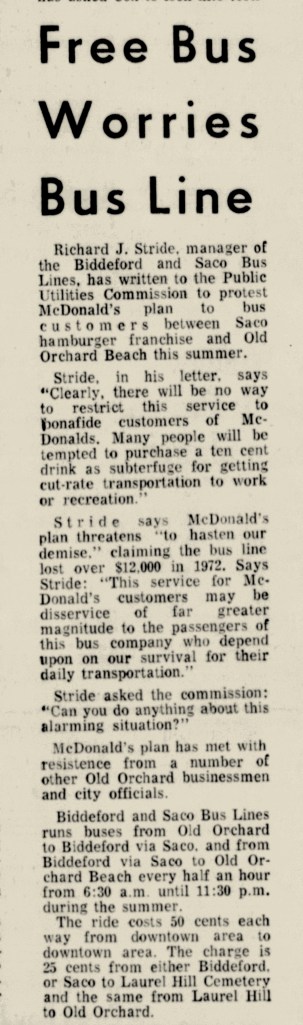 Free Bus
Worries
Bus Line
Richard J. Stride, manager of
the Biddeford and Saco Bus
Lines, has written to the Public
Utilities Commission to protest
McDonald's plan to bus
customers between Saco
hamburger franchise and Old
Orchard Beach this summer.
Stride, in his letter, says
"Clearly, there will be no way
to restrict this service to
bonafide customers of Mc-
Donalds. Many people will be
tempted to purchase a ten cent
drink as subterfuge for getting
cut-rate transportation to work
or recreation."
Stride says McDonald's
plan threatens "to hasten our
demise," claiming the bus line
lost over $12,000 in 1972. Says
Stride: "This service for Mc-
Donald's customers may be
disservice of far greater
magnitude to the passengers of
this bus company who depend
upon on our survival for their
daily transportation."
Stride asked the commission:
"Can you do anything about this
alarming situation?"
McDonald's plan has met with
resistence from a number of
other Old Orchard businessmen
and city officials.
Biddeford and Saco Bus Lines
runs buses from Old Orchard
to Biddeford via Saco, and from
Biddeford via Saco to Old Or-
chard Beach every half an hour
from 6:30 a.m. until 11:30 p.m.
during the summer.
The ride costs 50 cents each
way from downtown area to
downtown area. The charge is
25 cents from either Biddeford,
or Saco to Laurel Hill Cemetery
and the same from Laurel Hill
to Old Orchard.